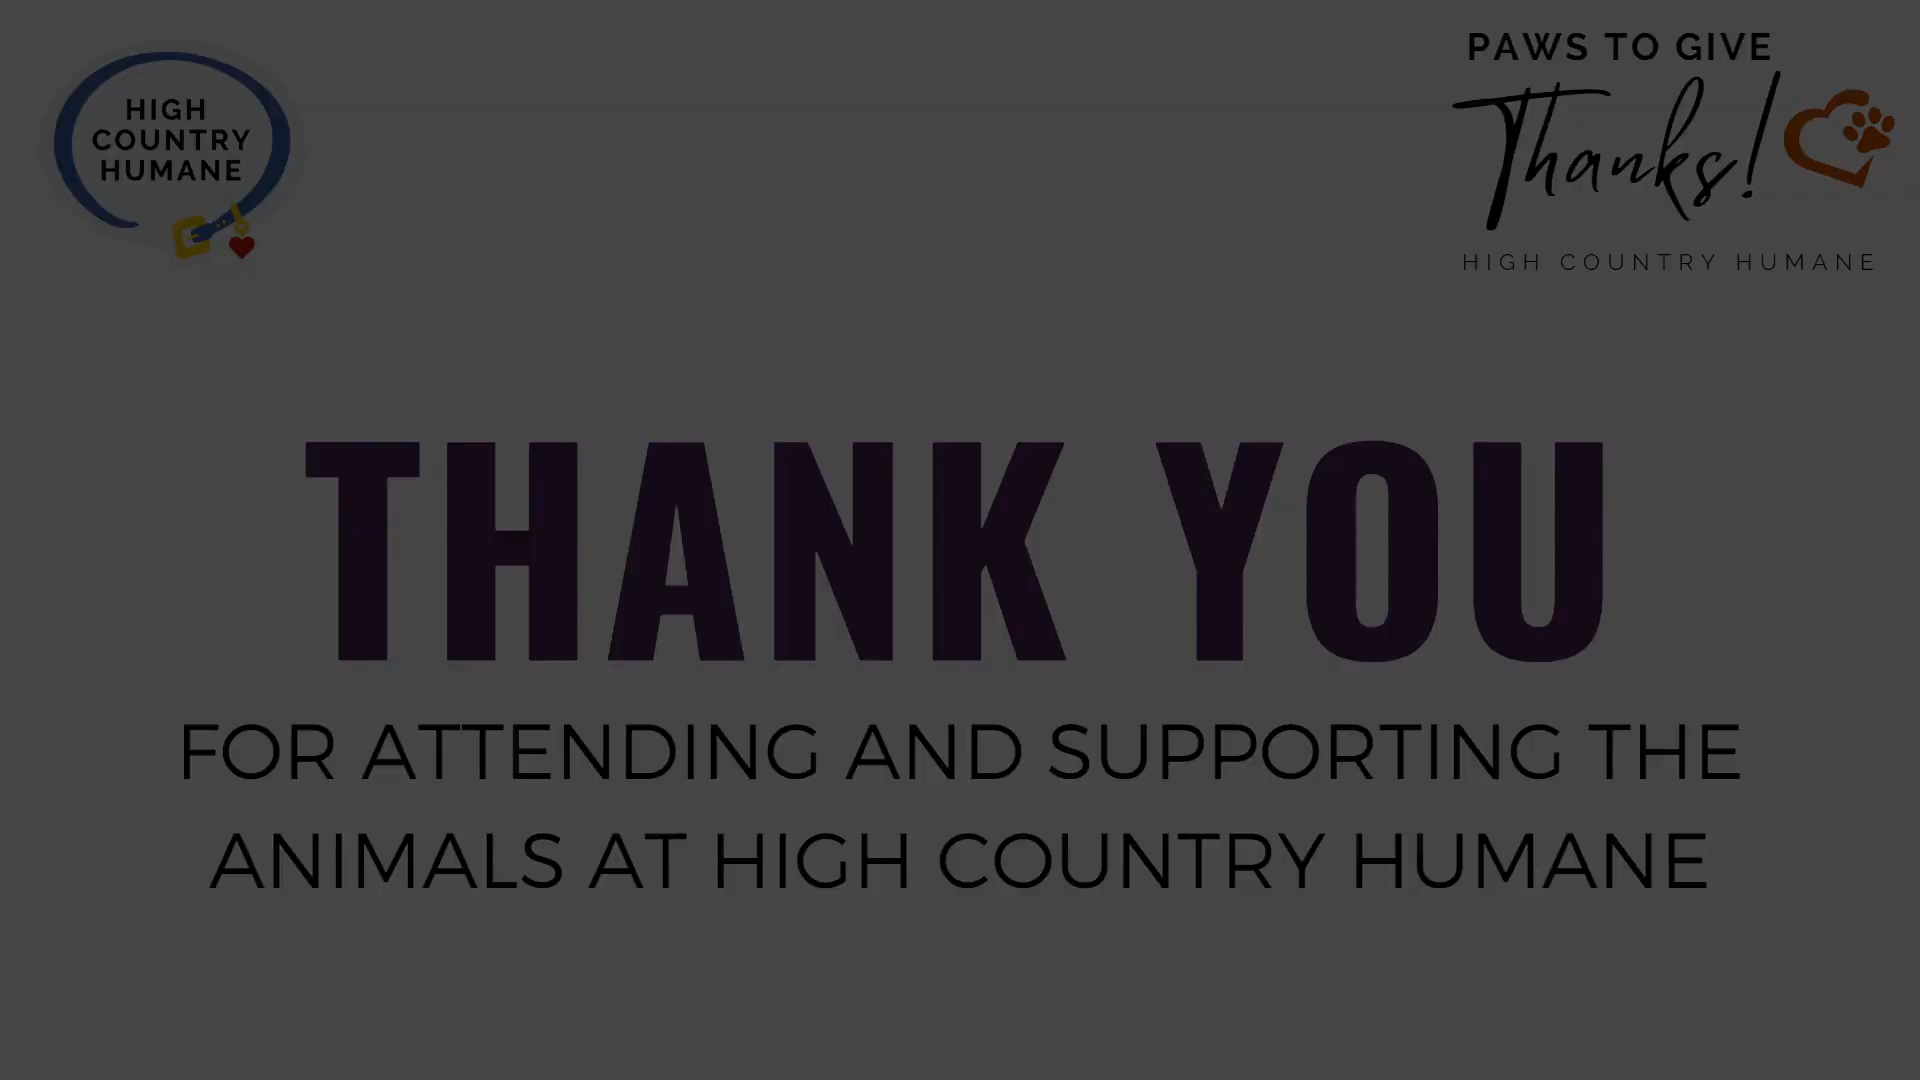 HIGH
COUNTRY
HUMANE
PAWS TO GIVE
Thanks!
HIGH COUNTRY HUMANE
THANK YOU
FOR ATTENDING AND SUPPORTING THE
ANIMALS AT HIGH COUNTRY HUMANE